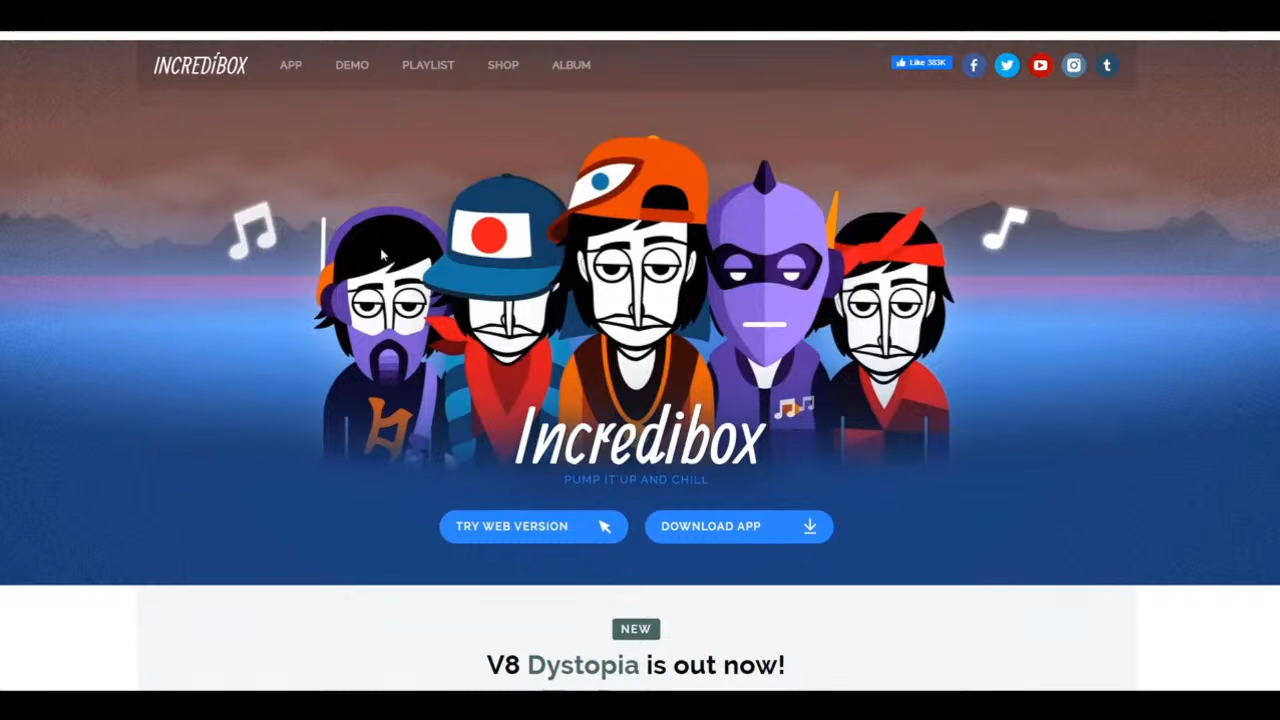 INCREDÍBOX
APP
DEMO
PLAYLIST
SHOP
ALBUM
Like 383K
Incredibox
PUMP IT UP AND CHILL
TRY WEB VERSION
DOWNLOAD APP
NEW
V8 Dystopia is out now!